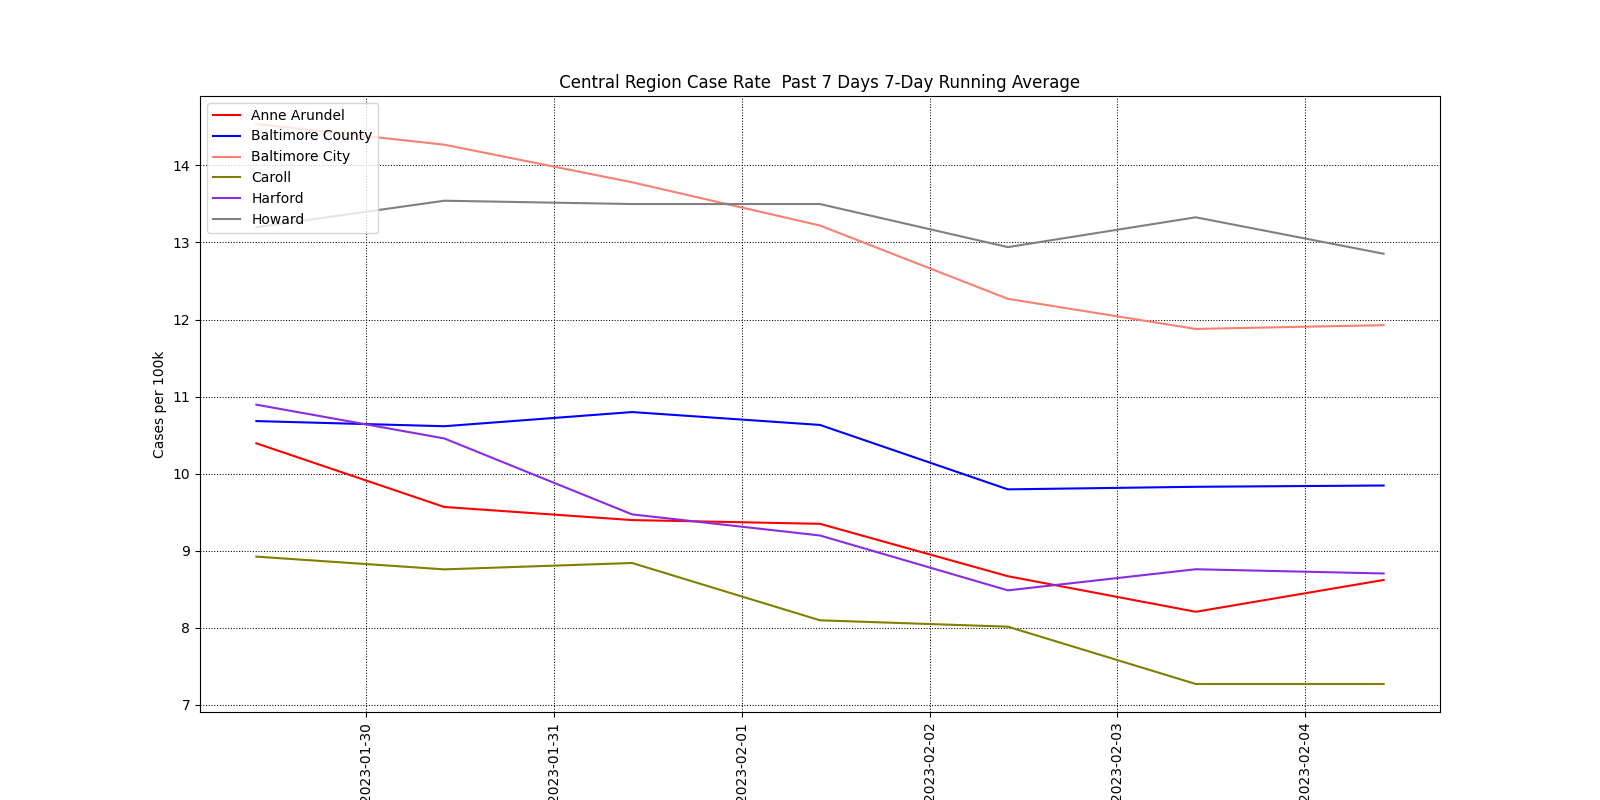 Central Region Case Rate  Past 7 Days 7-Day Running Average
Anne Arundel
Baltimore County
Baltimore City
Caroll
Harford
Howard
Cases per 100k
14
13
12
11
10
9
8
7
2023-01-30
2023-01-31
2023-02-01
2023-02-02
2023-02-03
2023-02-04